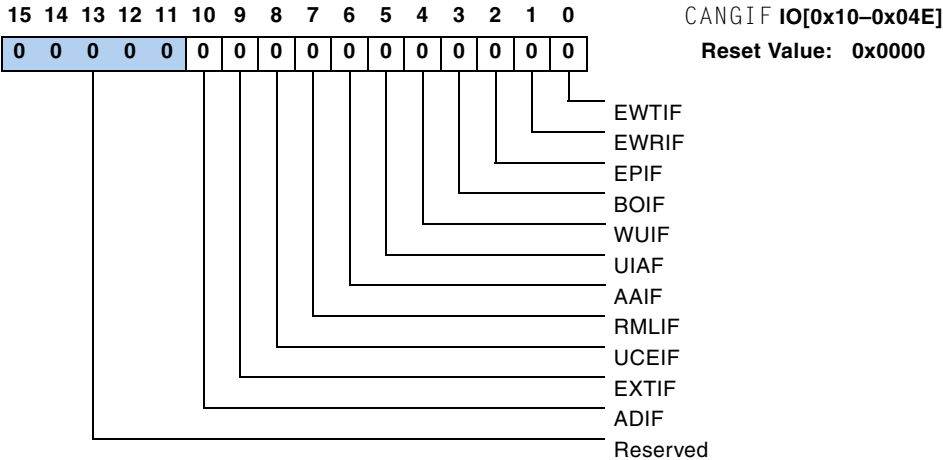 15 14 13 12 11 10 9 8 7 6 5 4 3 2 1 0 CANGIF IO[0x10–0x04E]
0 0 0 0 0 0 0 0 0 0 0 0 0 0 0 0 Reset Value: 0x0000
EWTIF
EWRIF
EPIF
BOIF
WUIF
UIAF
AAIF
RMLIF
UCEIF
EXTIF
ADIF
Reserved